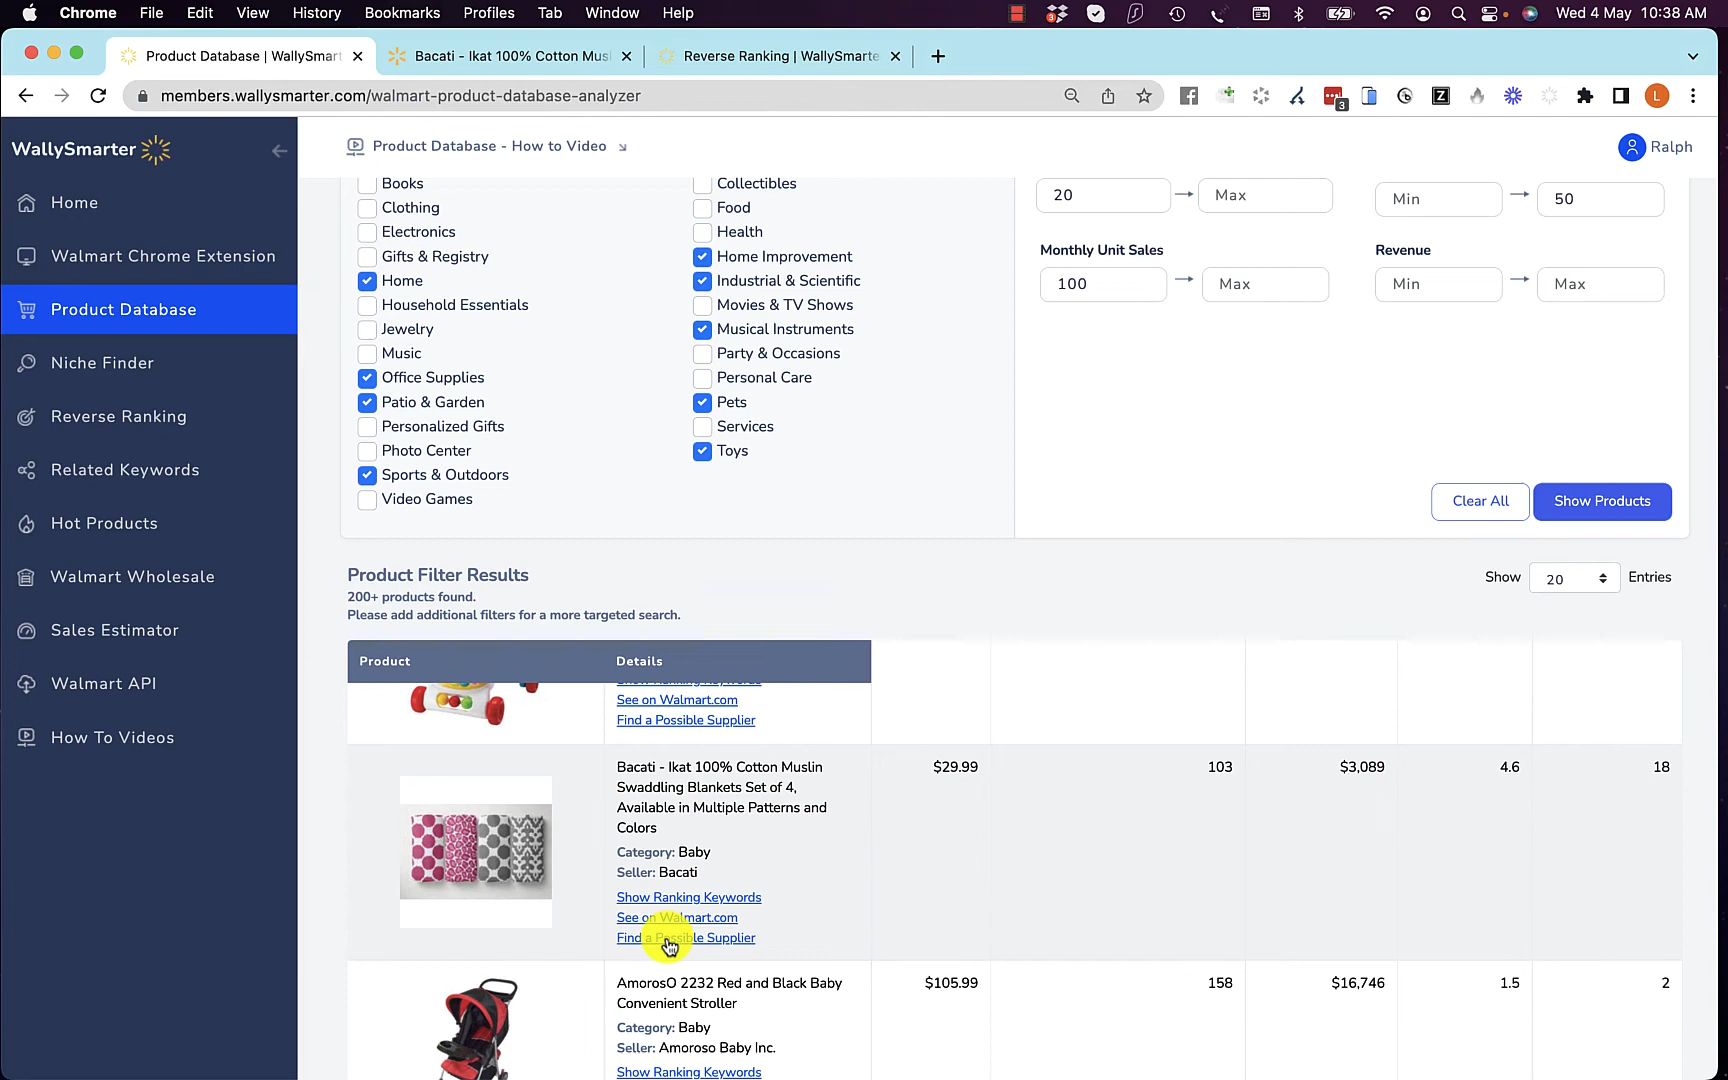 Chrome File Edit View History Bookmarks Profiles Tab Window Help
3
Wed 4 May 10:38 AM
Product Database | WallySmart
Bacati - Ikat 100% Cotton Mus
Reverse Ranking | WallySmarte
members.wallysmarter.com/walmart-product-database-analyzer
3
Z
L
WallySmarter
Home
Walmart Chrome Extension
Product Database
Niche Finder
Reverse Ranking
Related Keywords
Hot Products
Walmart Wholesale
Sales Estimator
Walmart API
How To Videos
Product Database - How to Video
Ralph
Books
Clothing
Electronics
Gifts & Registry
Home
Household Essentials
Jewelry
Music
Office Supplies
Patio & Garden
Personalized Gifts
Photo Center
Sports & Outdoors
Video Games
Collectibles
Food
Health
Home Improvement
Industrial & Scientific
Movies & TV Shows
Musical Instruments
Party & Occasions
Personal Care
Pets
Services
Toys
20 Max
Min 50
Monthly Unit Sales
100 Max
Revenue
Min Max
Clear All
Show Products
Product Filter Results
200+ products found.
Please add additional filters for a more targeted search.
Show 20 Entries
Product Details
See on Walmart.com
Find a Possible Supplier
Bacati - Ikat 100% Cotton Muslin
Swaddling Blankets Set of 4,
Available in Multiple Patterns and
Colors
Category: Baby
Seller: Bacati
Show Ranking Keywords
See on Walmart.com
Find a Possible Supplier
$29.99 103 $3,089 4.6 18
AmorosO 2232 Red and Black Baby
Convenient Stroller
Category: Baby
Seller: Amoroso Baby Inc.
Show Ranking Keywords
$105.99 158 $16,746 1.5 2